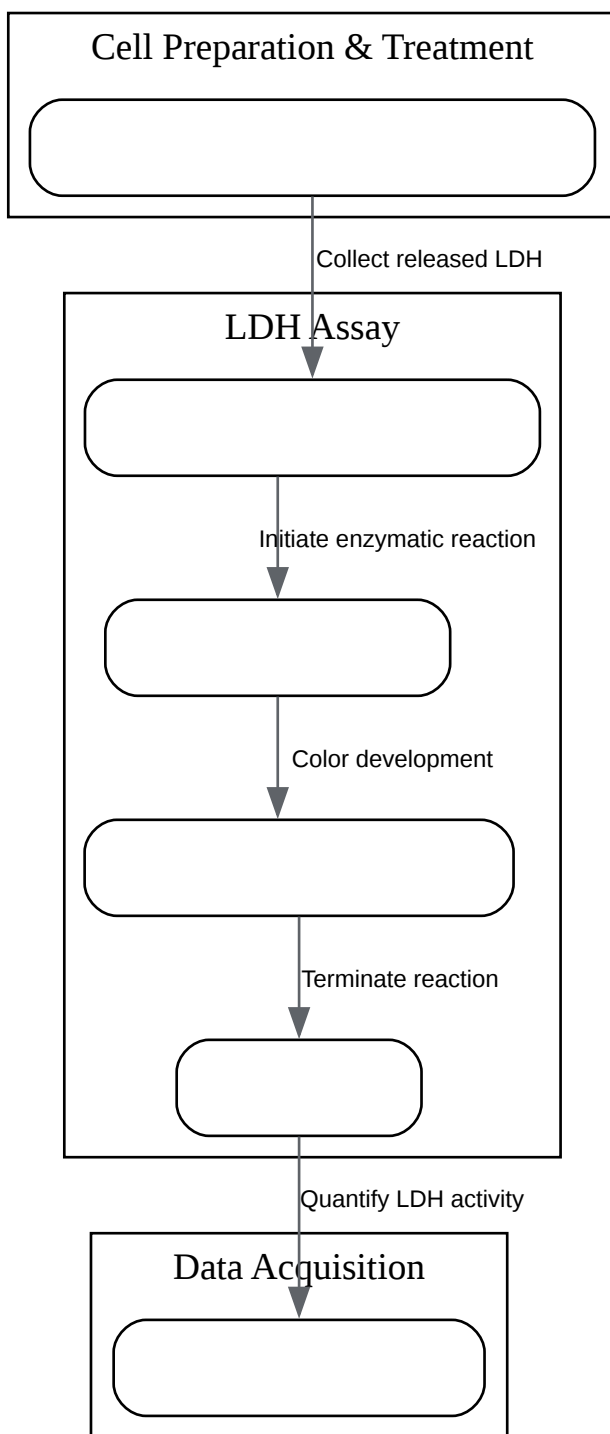 Cell Preparation & Treatment
Collect released LDH
LDH Assay
Initiate enzymatic reaction
Color development
Terminate reaction
Quantify LDH activity
Data Acquisition